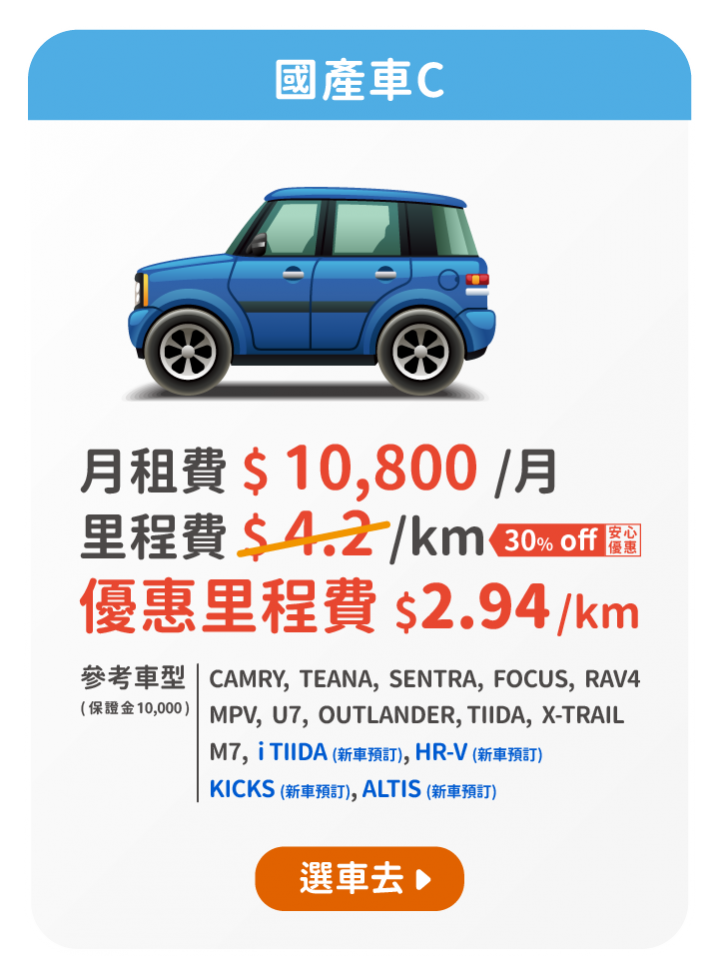 國產車C
月租費 $ 10,800 /月
里程費 $ 4.2 /km 30% off 安心優惠
優惠里程費 $2.94/km
參考車型
(保證金10,000)
CAMRY, TEANA, SENTRA, FOCUS, RAV4
MPV, U7, OUTLANDER, TIIDA, X-TRAIL
M7, i TIIDA (新車預訂), HR-V (新車預訂)
KICKS (新車預訂), ALTIS (新車預訂)
選車去